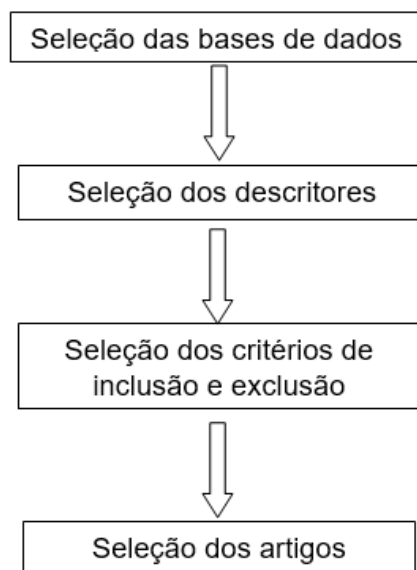 Seleção das bases de dados
Seleção dos descritores
Seleção dos critérios de
inclusão e exclusão
Seleção dos artigos